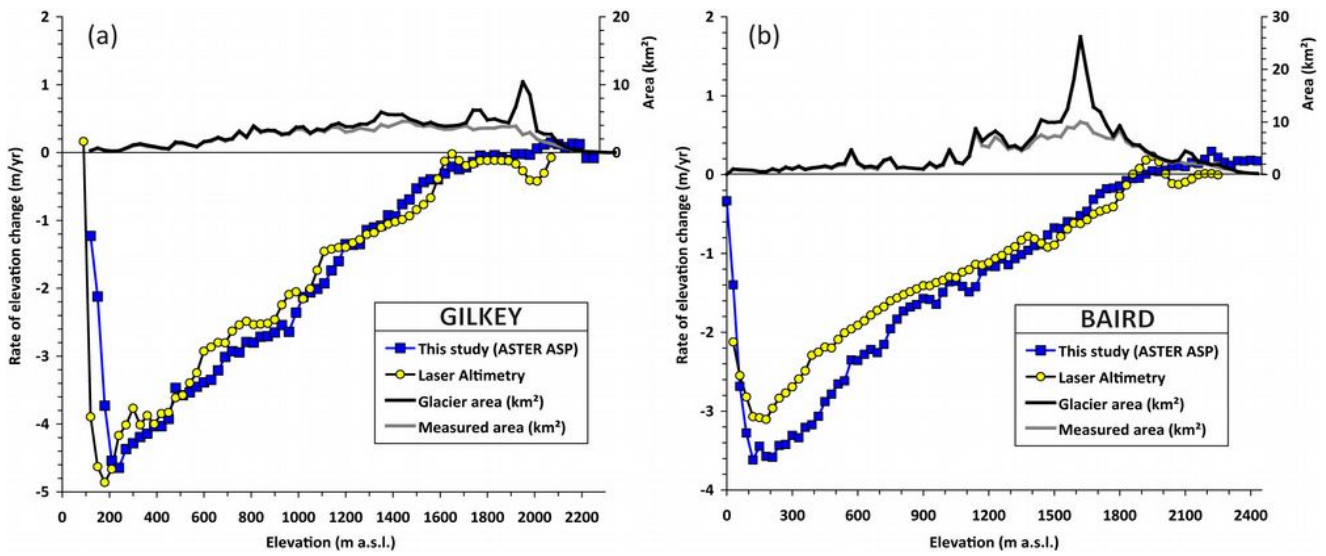 (a)
2
1
0
-1
-2
-3
-4
-5
Rate of elevation change (m/yr)
20
10
0
Area (km²)
0 200 400 600 800 1000 1200 1400 1600 1800 2000 2200
Elevation (m a.s.l.)
GILKEY
This study (ASTER ASP)
Laser Altimetry
Glacier area (km²)
Measured area (km²)
(b)
2
1
0
-1
-2
-3
-4
Rate of elevation change (m/yr)
30
20
10
0
Area (km²)
0 300 600 900 1200 1500 1800 2100 2400
Elevation (m a.s.l.)
BAIRD
This study (ASTER ASP)
Laser Altimetry
Glacier area (km²)
Measured area (km²)